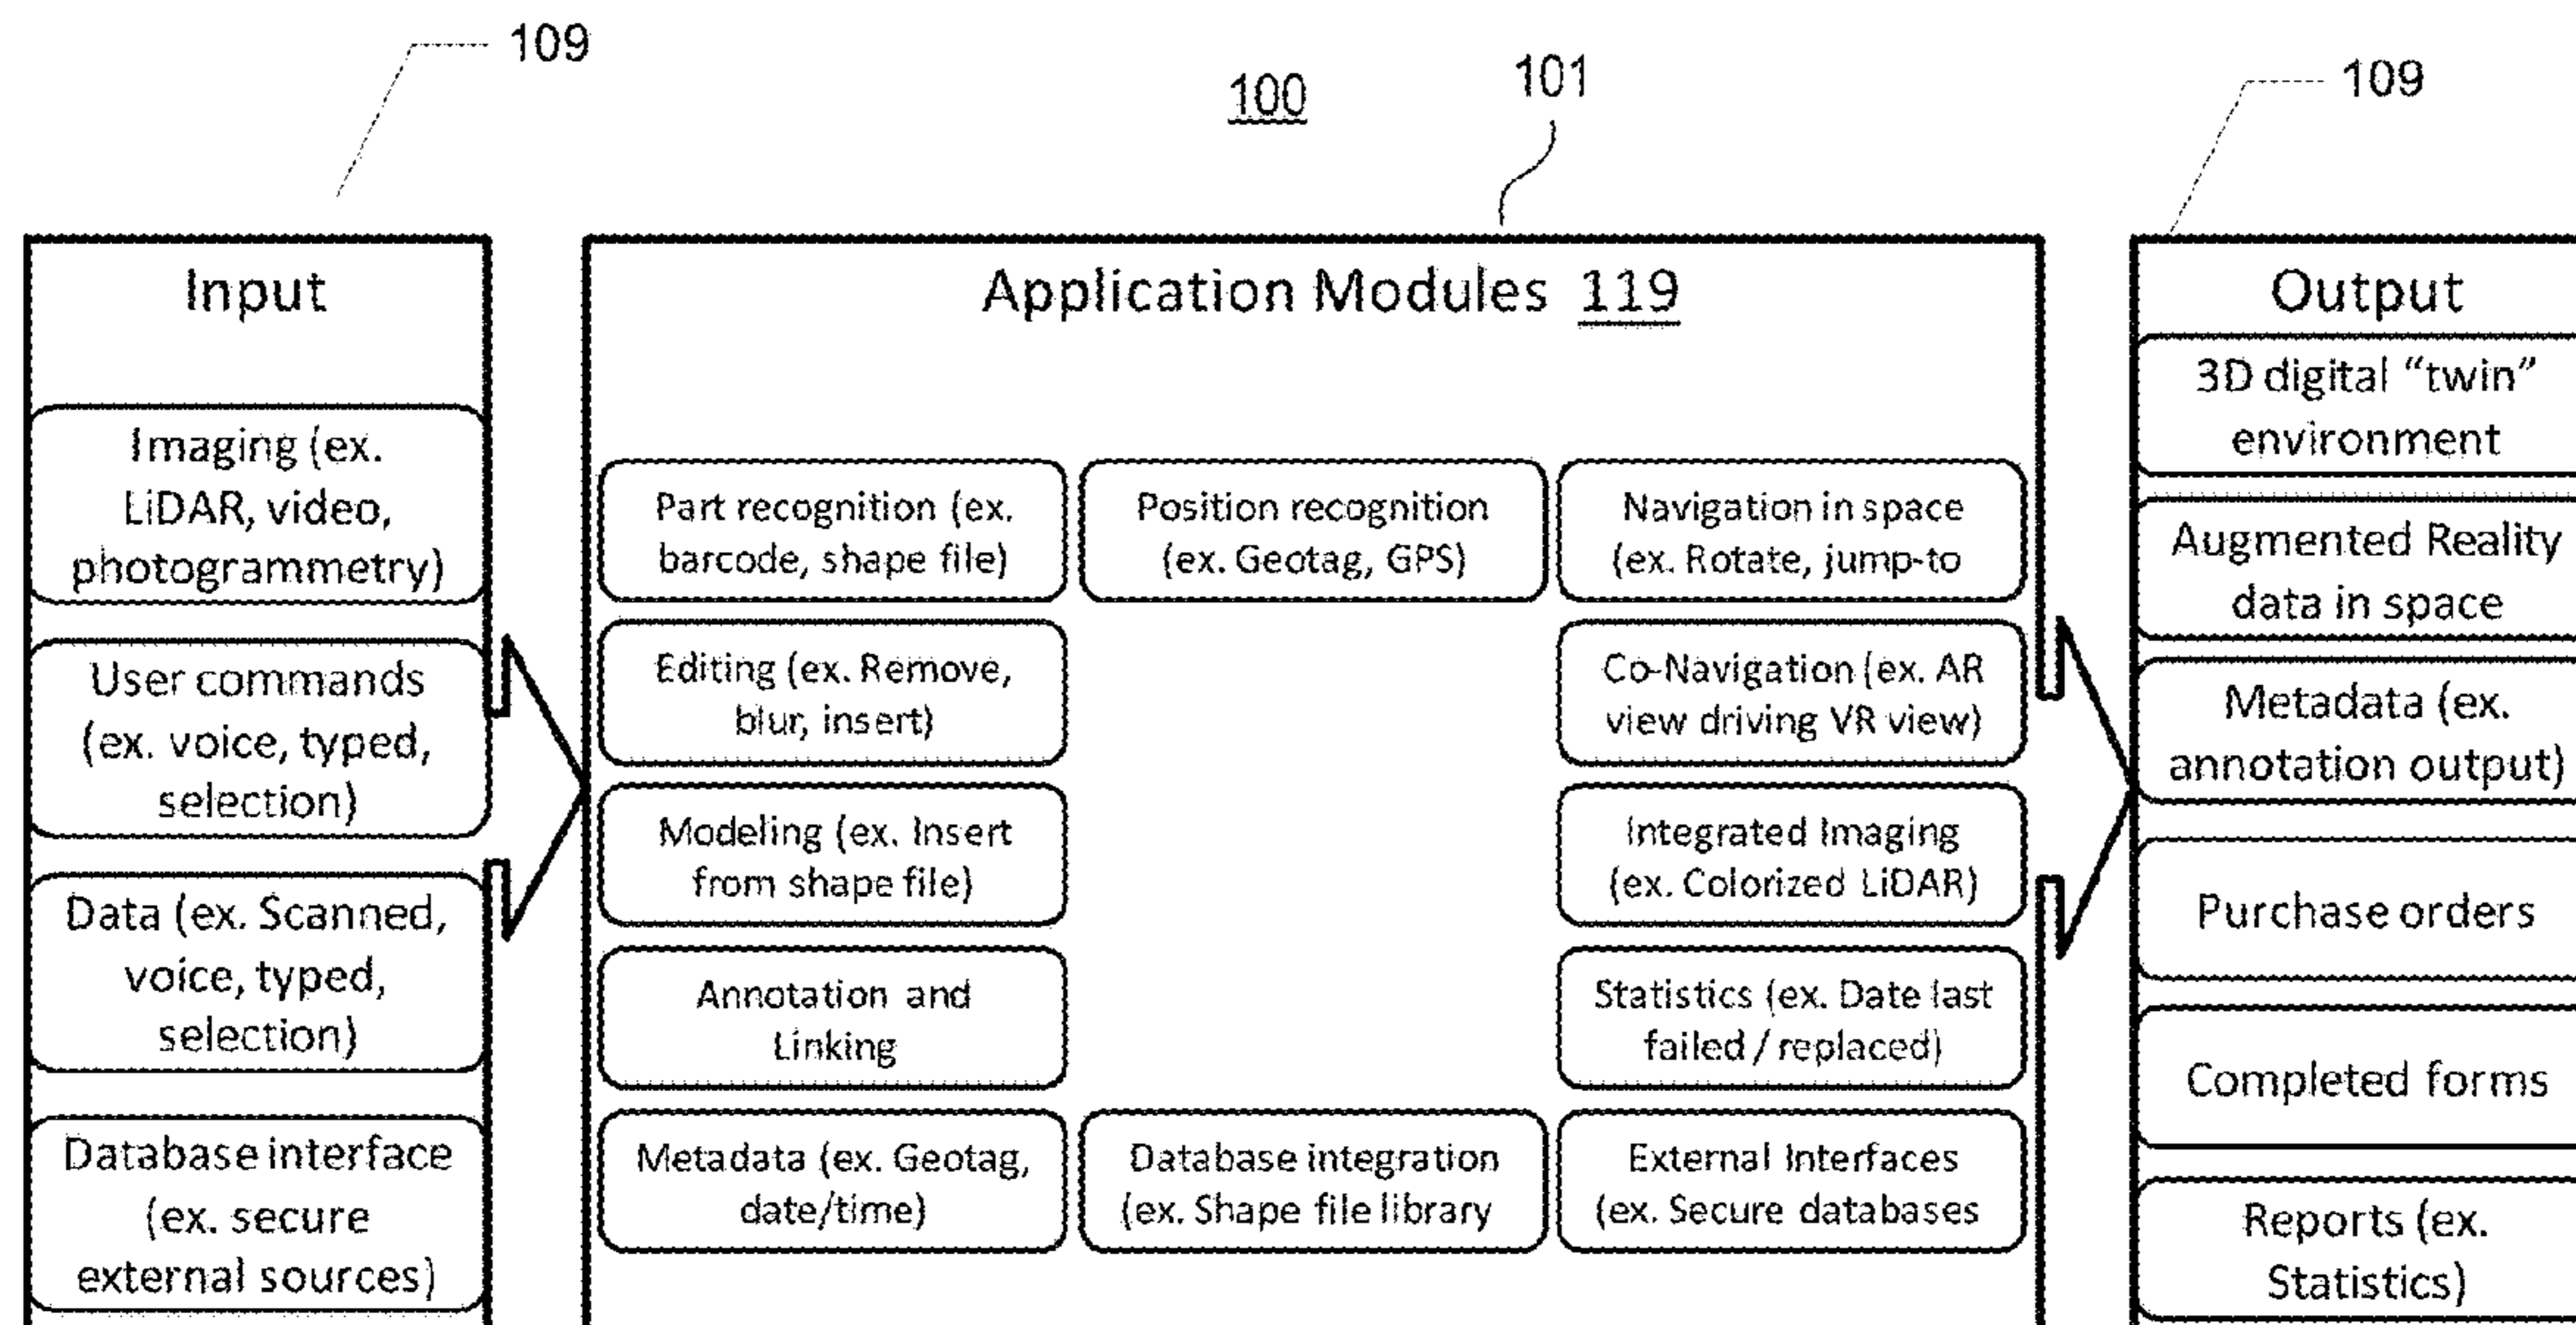 109
100
101
109
Input
Imaging (ex.
LiDAR, video,
photogrammetry)
User commands
(ex. voice, typed,
selection)
Data (ex. Scanned,
voice, typed,
selection)
Database interface
(ex. secure
external sources)
Application Modules 119
Part recognition (ex.
barcode, shape file)
Position recognition
(ex. Geotag, GPS)
Navigation in space
(ex. Rotate, jump-to
Editing (ex. Remove,
blur, insert)
Co-Navigation (ex. AR
view driving VR view)
Modeling (ex. Insert
from shape file)
Integrated Imaging
(ex. Colorized LiDAR)
Annotation and
Linking
Statistics (ex. Date last
failed / replaced)
Metadata (ex. Geotag,
date/time)
Database integration
(ex. Shape file library
External Interfaces
(ex. Secure databases
Output
3D digital “twin”
environment
Augmented Reality
data in space
Metadata (ex.
annotation output)
Purchase orders
Completed forms
Reports (ex.
Statistics)